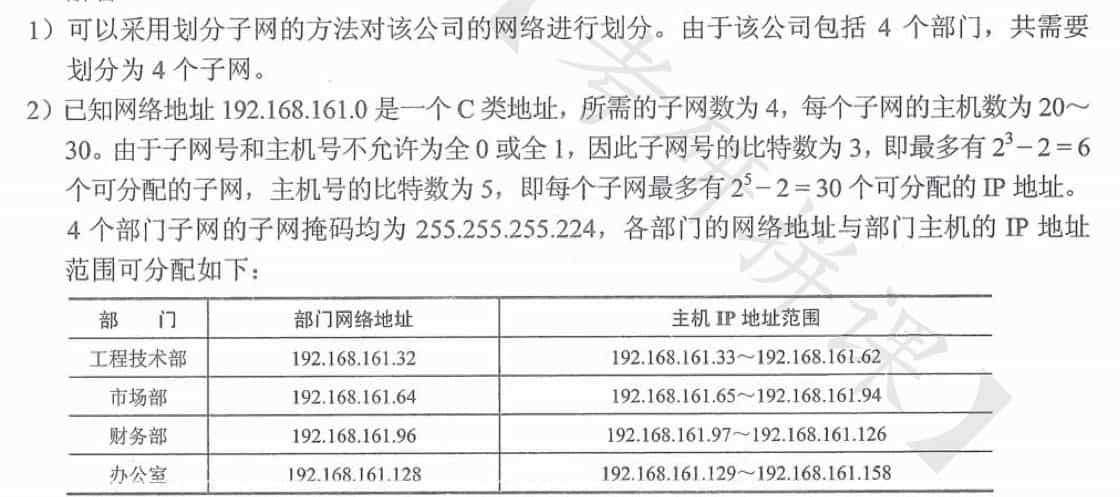 1）可以采用划分子网的方法对该公司的网络进行划分。由于该公司包括 4 个部门，共需要
划分为 4 个子网。
2）已知网络地址 192.168.161.0 是一个 C 类地址，所需的子网数为 4，每个子网的主机数为 20～
30。由于子网号和主机号不允许为全 0 或全 1，因此子网号的比特数为 3，即最多有 2³－2＝6
个可分配的子网，主机号的比特数为 5，即每个子网最多有 2⁵－2＝30 个可分配的 IP 地址。
4 个部门子网的子网掩码均为 255.255.255.224，各部门的网络地址与部门主机的 IP 地址
范围可分配如下：
部 门 部门网络地址 主机 IP 地址范围
工程技术部 192.168.161.32 192.168.161.33～192.168.161.62
市场部 192.168.161.64 192.168.161.65～192.168.161.94
财务部 192.168.161.96 192.168.161.97～192.168.161.126
办公室 192.168.161.128 192.168.161.129～192.168.161.158
【考研拼课】